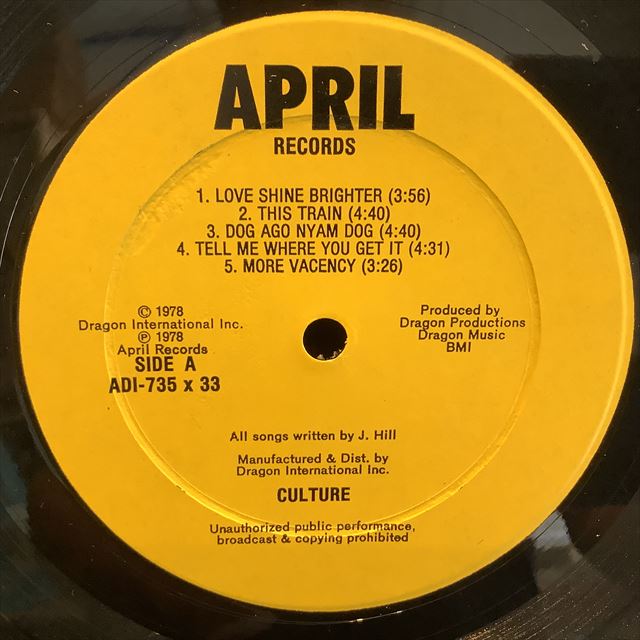 APRIL
RECORDS
1. LOVE SHINE BRIGHTER (3:56)
2. THIS TRAIN (4:40)
3. DOG AGO NYAM DOG (4:40)
4. TELL ME WHERE YOU GET IT (4:31)
5. MORE VACENCY (3:26)
© 1978
Dragon International Inc.
℗ 1978
April Records
SIDE A
ADI-735 x 33
Produced by
Dragon Productions
Dragon Music
BMI
All songs written by J. Hill
Manufactured & Dist. by
Dragon International Inc.
CULTURE
Unauthorized public performance,
broadcast & copying prohibited